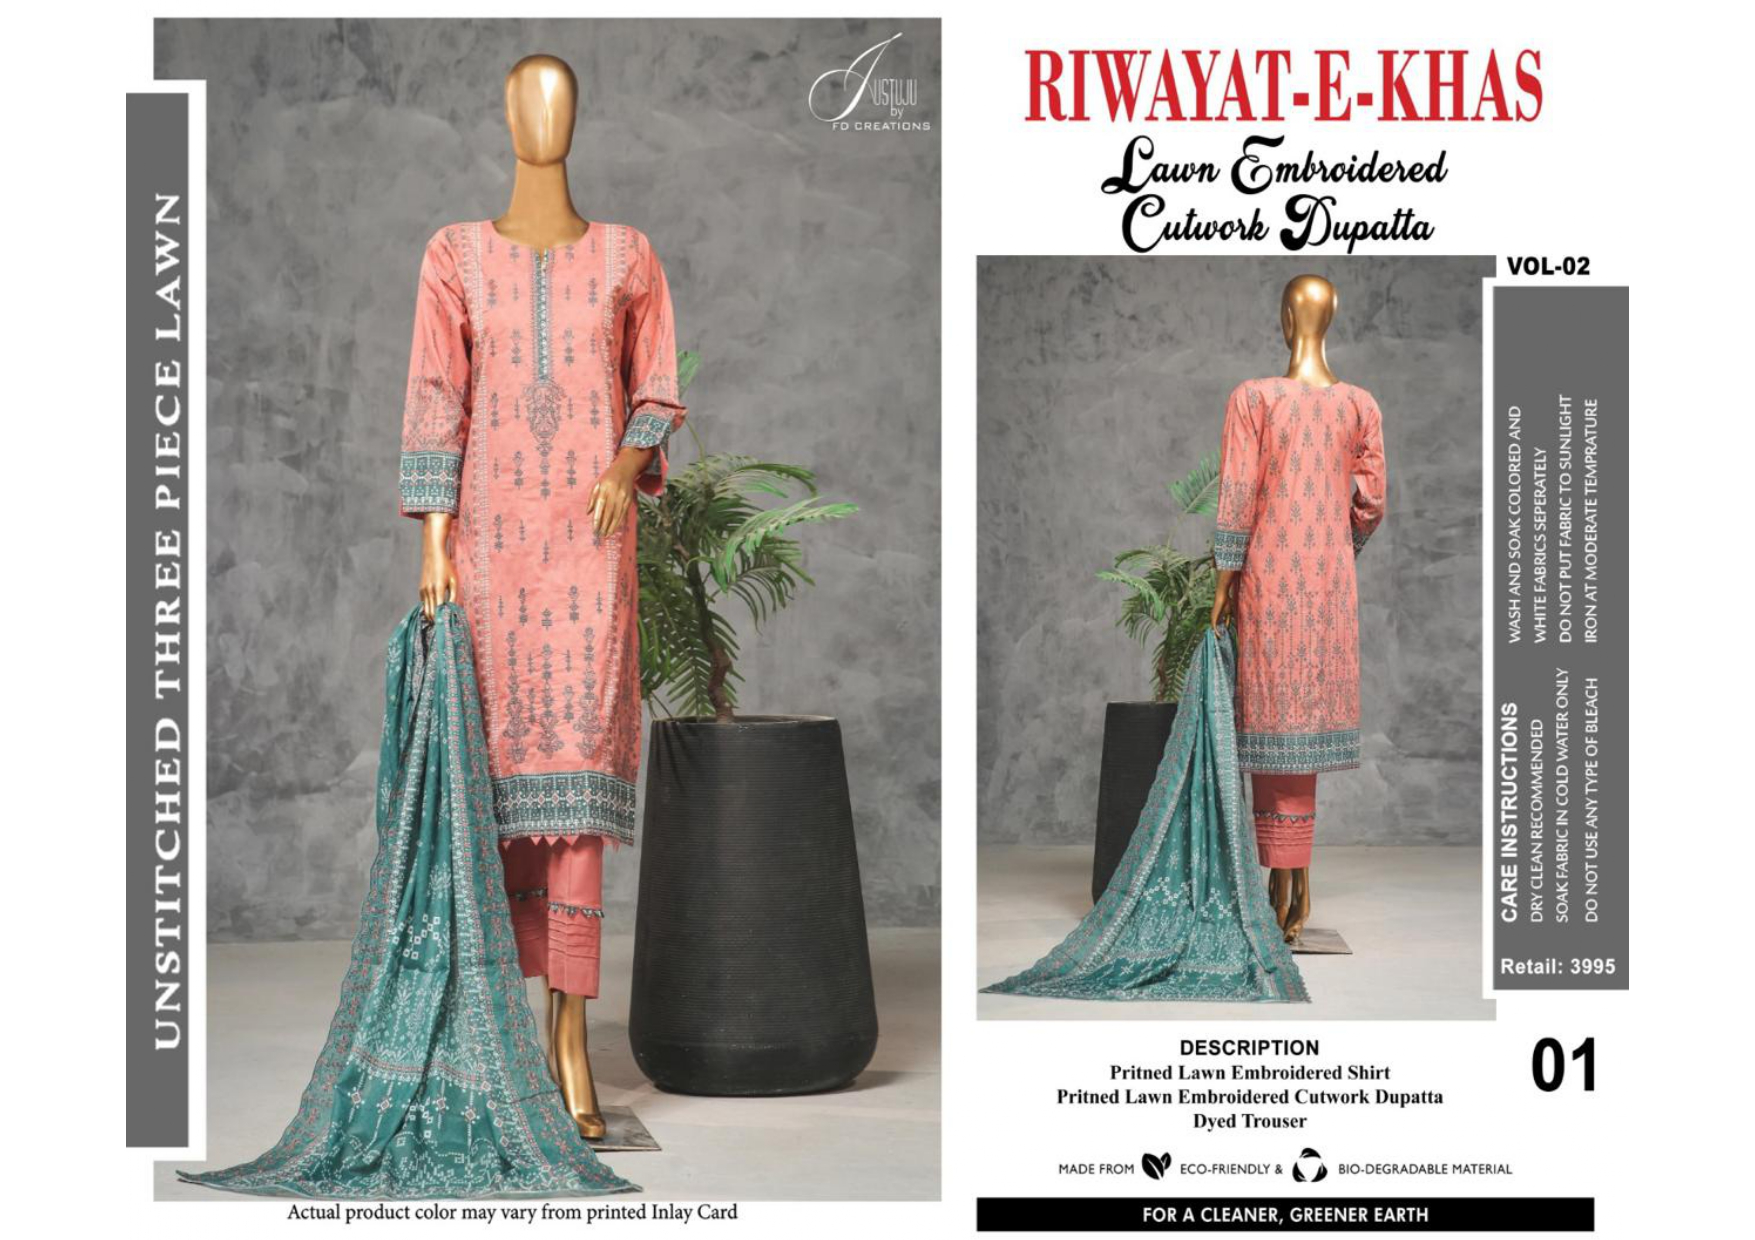 UNSTITCHED THREE PIECE LAWN
JUSTUJU
by
FD CREATIONS
Actual product color may vary from printed Inlay Card
RIWAYAT-E-KHAS
Lawn Embroidered
Cutwork Dupatta
VOL-02
CARE INSTRUCTIONS
DRY CLEAN RECOMMENDED
SOAK FABRIC IN COLD WATER ONLY
DO NOT USE ANY TYPE OF BLEACH
WASH AND SOAK COLORED AND
WHITE FABRICS SEPERATELY
DO NOT PUT FABRIC TO SUNLIGHT
IRON AT MODERATE TEMPRATURE
Retail: 3995
DESCRIPTION
Pritned Lawn Embroidered Shirt
Pritned Lawn Embroidered Cutwork Dupatta
Dyed Trouser
01
MADE FROM ECO-FRIENDLY & BIO-DEGRADABLE MATERIAL
FOR A CLEANER, GREENER EARTH